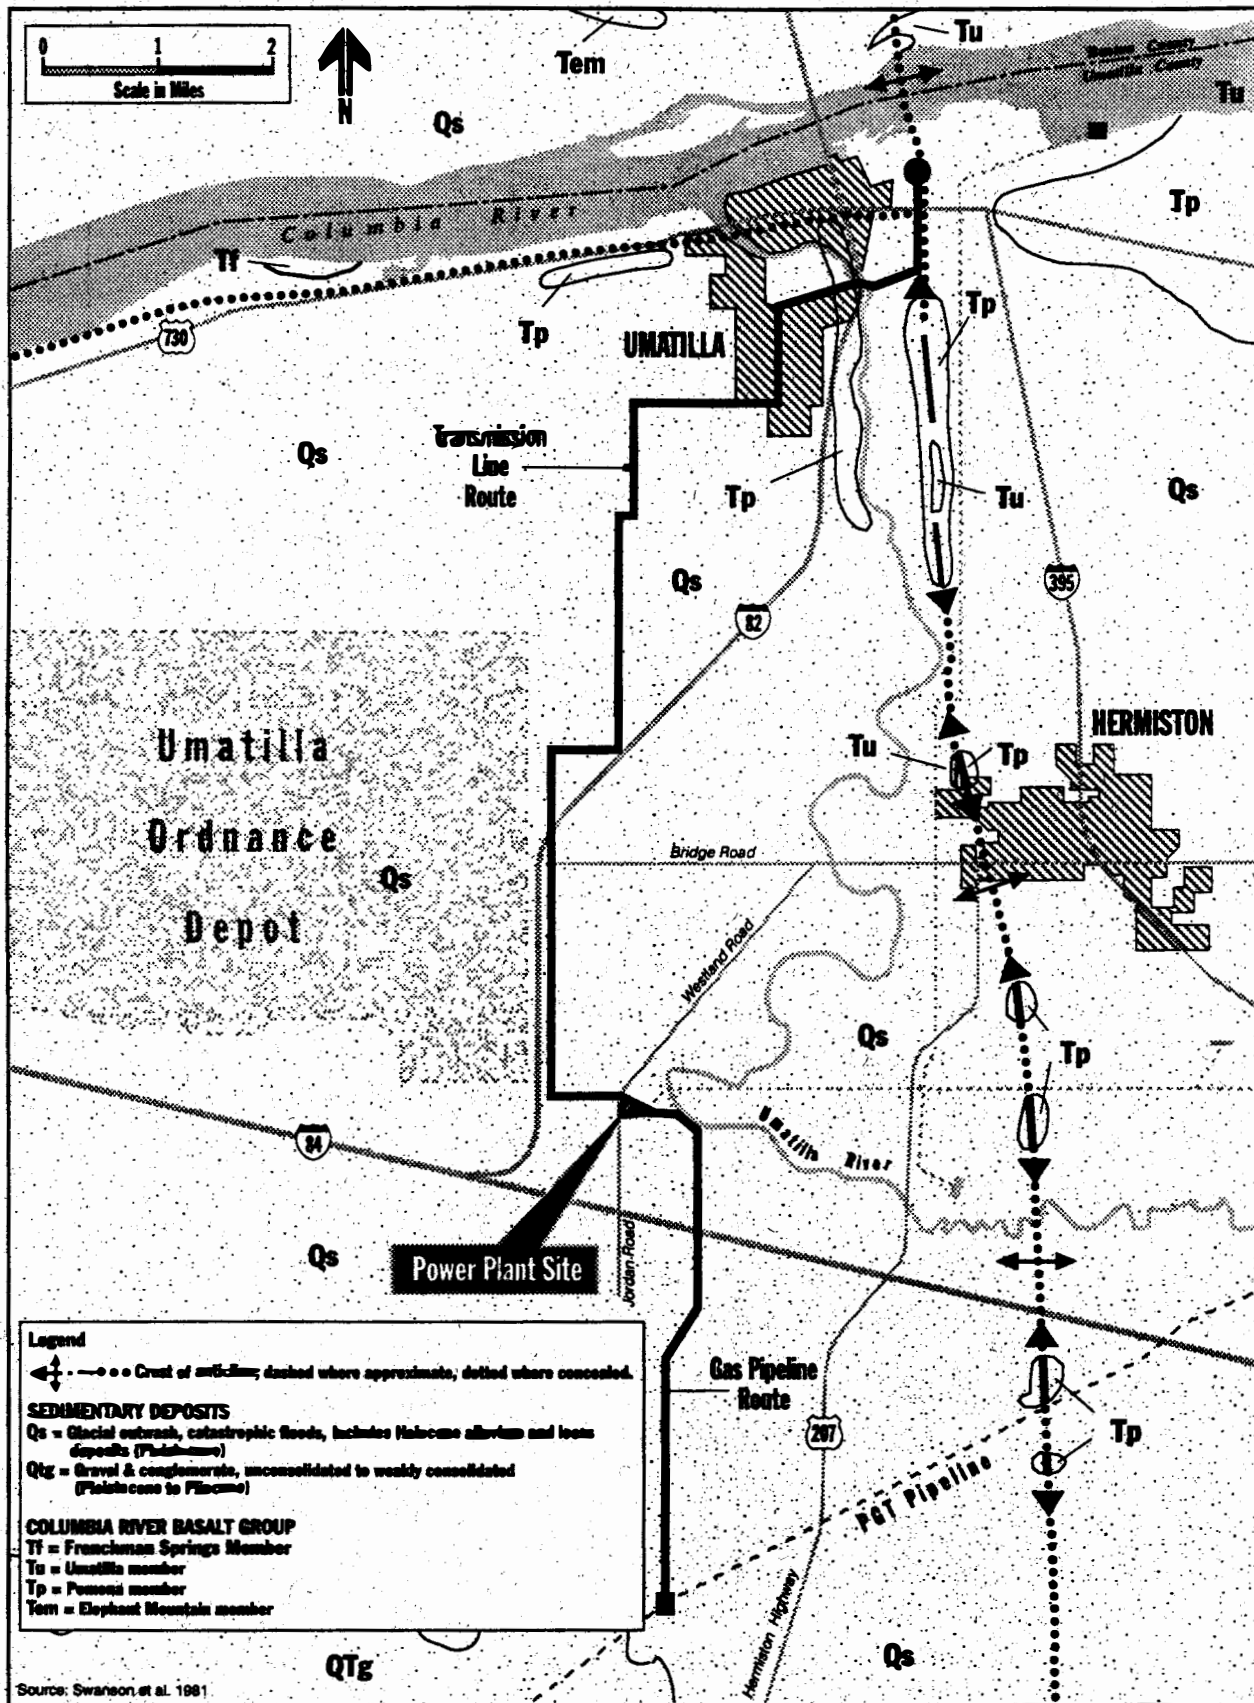 0 1 2
Scale in Miles
N
Tem
Tu
Qs
Umatilla County
Tu
Columbia River
Tp
Tf
730
Tp
UMATILLA
Tp
Transmission
Line
Route
Qs
Tp
Tu
Qs
Qs
395
82
Umatilla
Ordnance
Depot
Qs
HERMISTON
Tu
Tp
Bridge Road
Westland Road
Qs
Tp
Umatilla River
84
Qs
Power Plant Site
Jordan Road
Legend
Crest of anticline, dashed where approximate, dotted where concealed.
SEDIMENTARY DEPOSITS
Qs = Glacial outwash, catastrophic floods, includes Holocene alluvium and loess
deposits (Pleistocene)
Qtg = Gravel & conglomerate, unconsolidated to weakly consolidated
(Pleistocene to Pliocene)
COLUMBIA RIVER BASALT GROUP
Tf = Frenchman Springs Member
Tu = Umatilla member
Tp = Pomona member
Tem = Elephant Mountain member
Gas Pipeline
Route
207
Tp
PGT Pipeline
Hermiston Highway
QTg
Qs
Source: Swanson et al. 1981